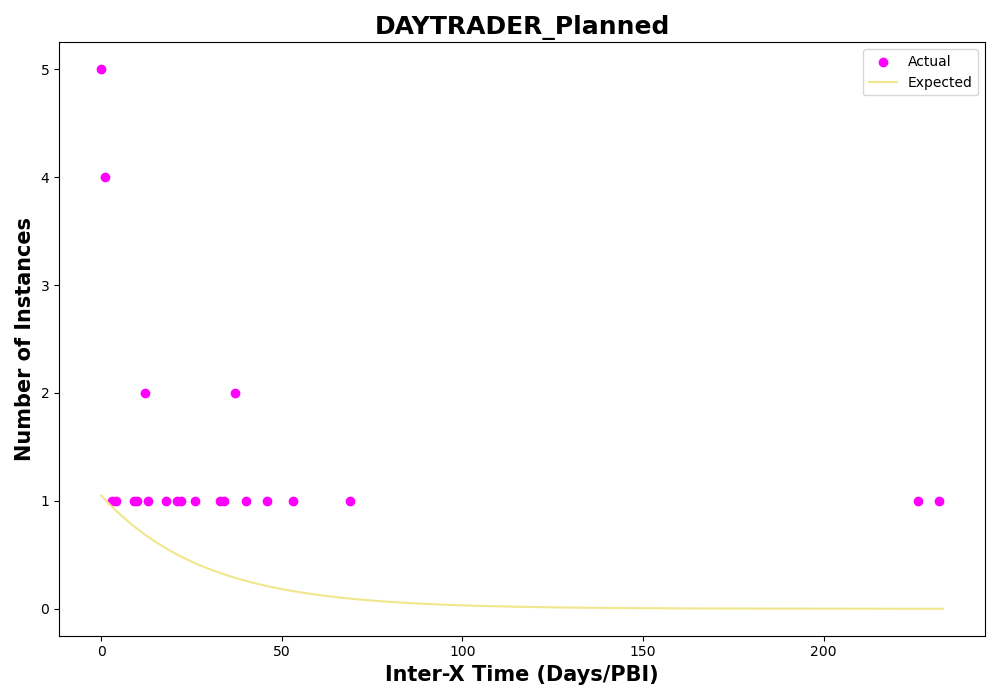 DAYTRADER_Planned
Actual
Expected
Number of Instances
5
4
3
2
1
0
0 50 100 150 200
Inter-X Time (Days/PBI)